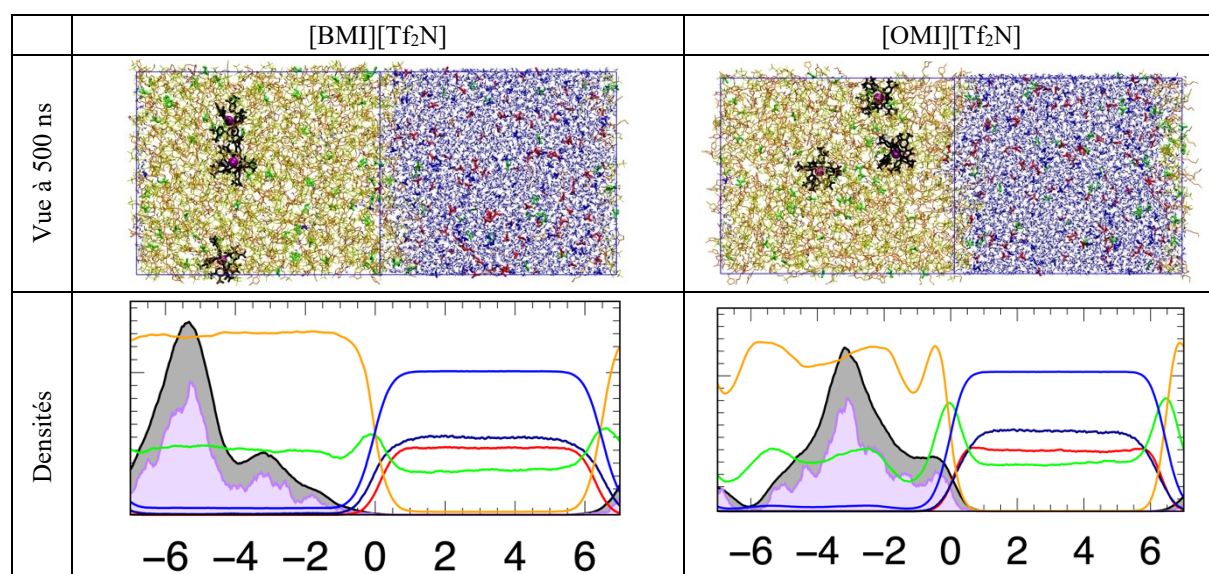 [BMI][Tf₂N]
[OMI][Tf₂N]
Vue à 500 ns
Densités
−6 −4 −2 0 2 4 6
−6 −4 −2 0 2 4 6